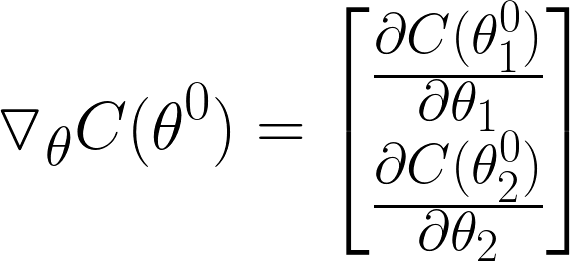 ∇θC(θ⁰) = [ ∂C(θ₁⁰)/∂θ₁
∂C(θ₂⁰)/∂θ₂ ]